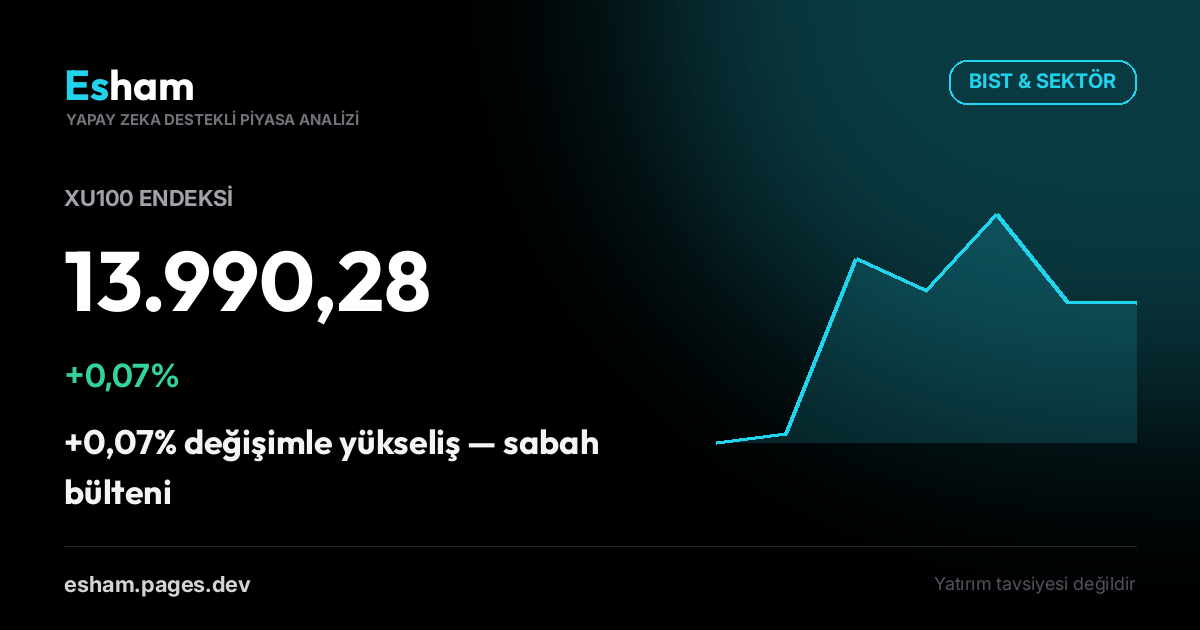 Esham
BIST & SEKTÖR
YAPAY ZEKA DESTEKLİ PİYASA ANALİZİ
XU100 ENDEKSİ
13.990,28
+0,07%
+0,07% değişimle yükseliş — sabah
bülteni
esham.pages.dev
Yatırım tavsiyesi değildir